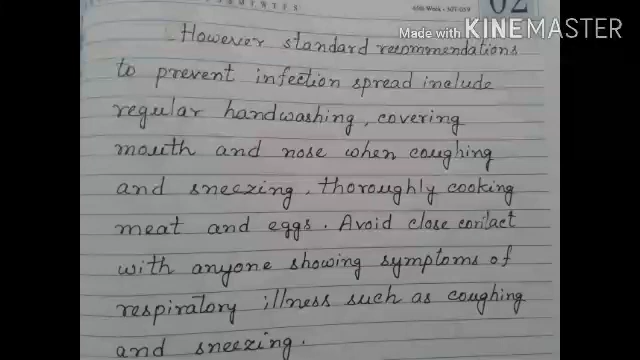 02
Made with KINEMASTER
However standard recommendations
to prevent infection spread include
regular handwashing, covering
mouth and nose when coughing
and sneezing, thoroughly cooking
meat and eggs. Avoid close contact
with anyone showing symptoms of
respiratory illness such as coughing
and sneezing.